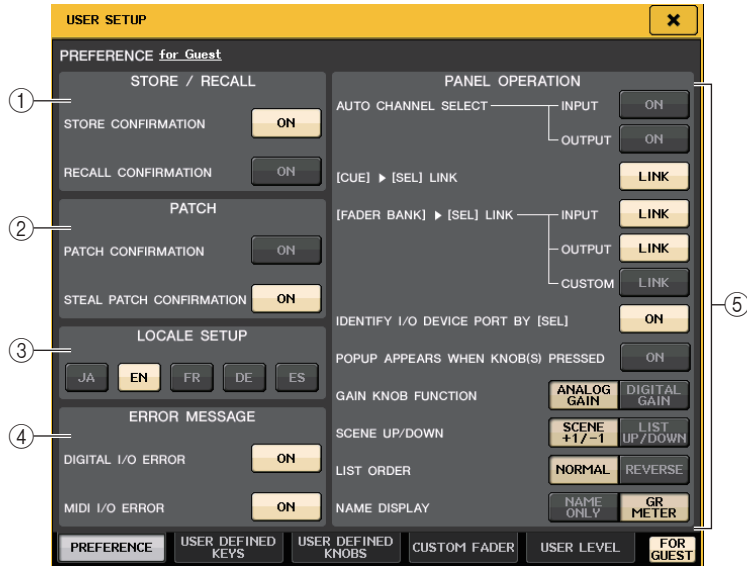 USER SETUP
PREFERENCE for Guest
1
STORE / RECALL
STORE CONFIRMATION ON
RECALL CONFIRMATION ON
2
PATCH
PATCH CONFIRMATION ON
STEAL PATCH CONFIRMATION ON
3
LOCALE SETUP
JA EN FR DE ES
4
ERROR MESSAGE
DIGITAL I/O ERROR ON
MIDI I/O ERROR ON
5
PANEL OPERATION
AUTO CHANNEL SELECT INPUT ON
OUTPUT ON
[CUE] ▶ [SEL] LINK LINK
[FADER BANK] ▶ [SEL] LINK INPUT LINK
OUTPUT LINK
CUSTOM LINK
IDENTIFY I/O DEVICE PORT BY [SEL] ON
POPUP APPEARS WHEN KNOB(S) PRESSED ON
GAIN KNOB FUNCTION ANALOG GAIN DIGITAL GAIN
SCENE UP/DOWN SCENE +1/-1 LIST UP/DOWN
LIST ORDER NORMAL REVERSE
NAME DISPLAY NAME ONLY GR METER
PREFERENCE USER DEFINED KEYS USER DEFINED KNOBS CUSTOM FADER USER LEVEL FOR GUEST